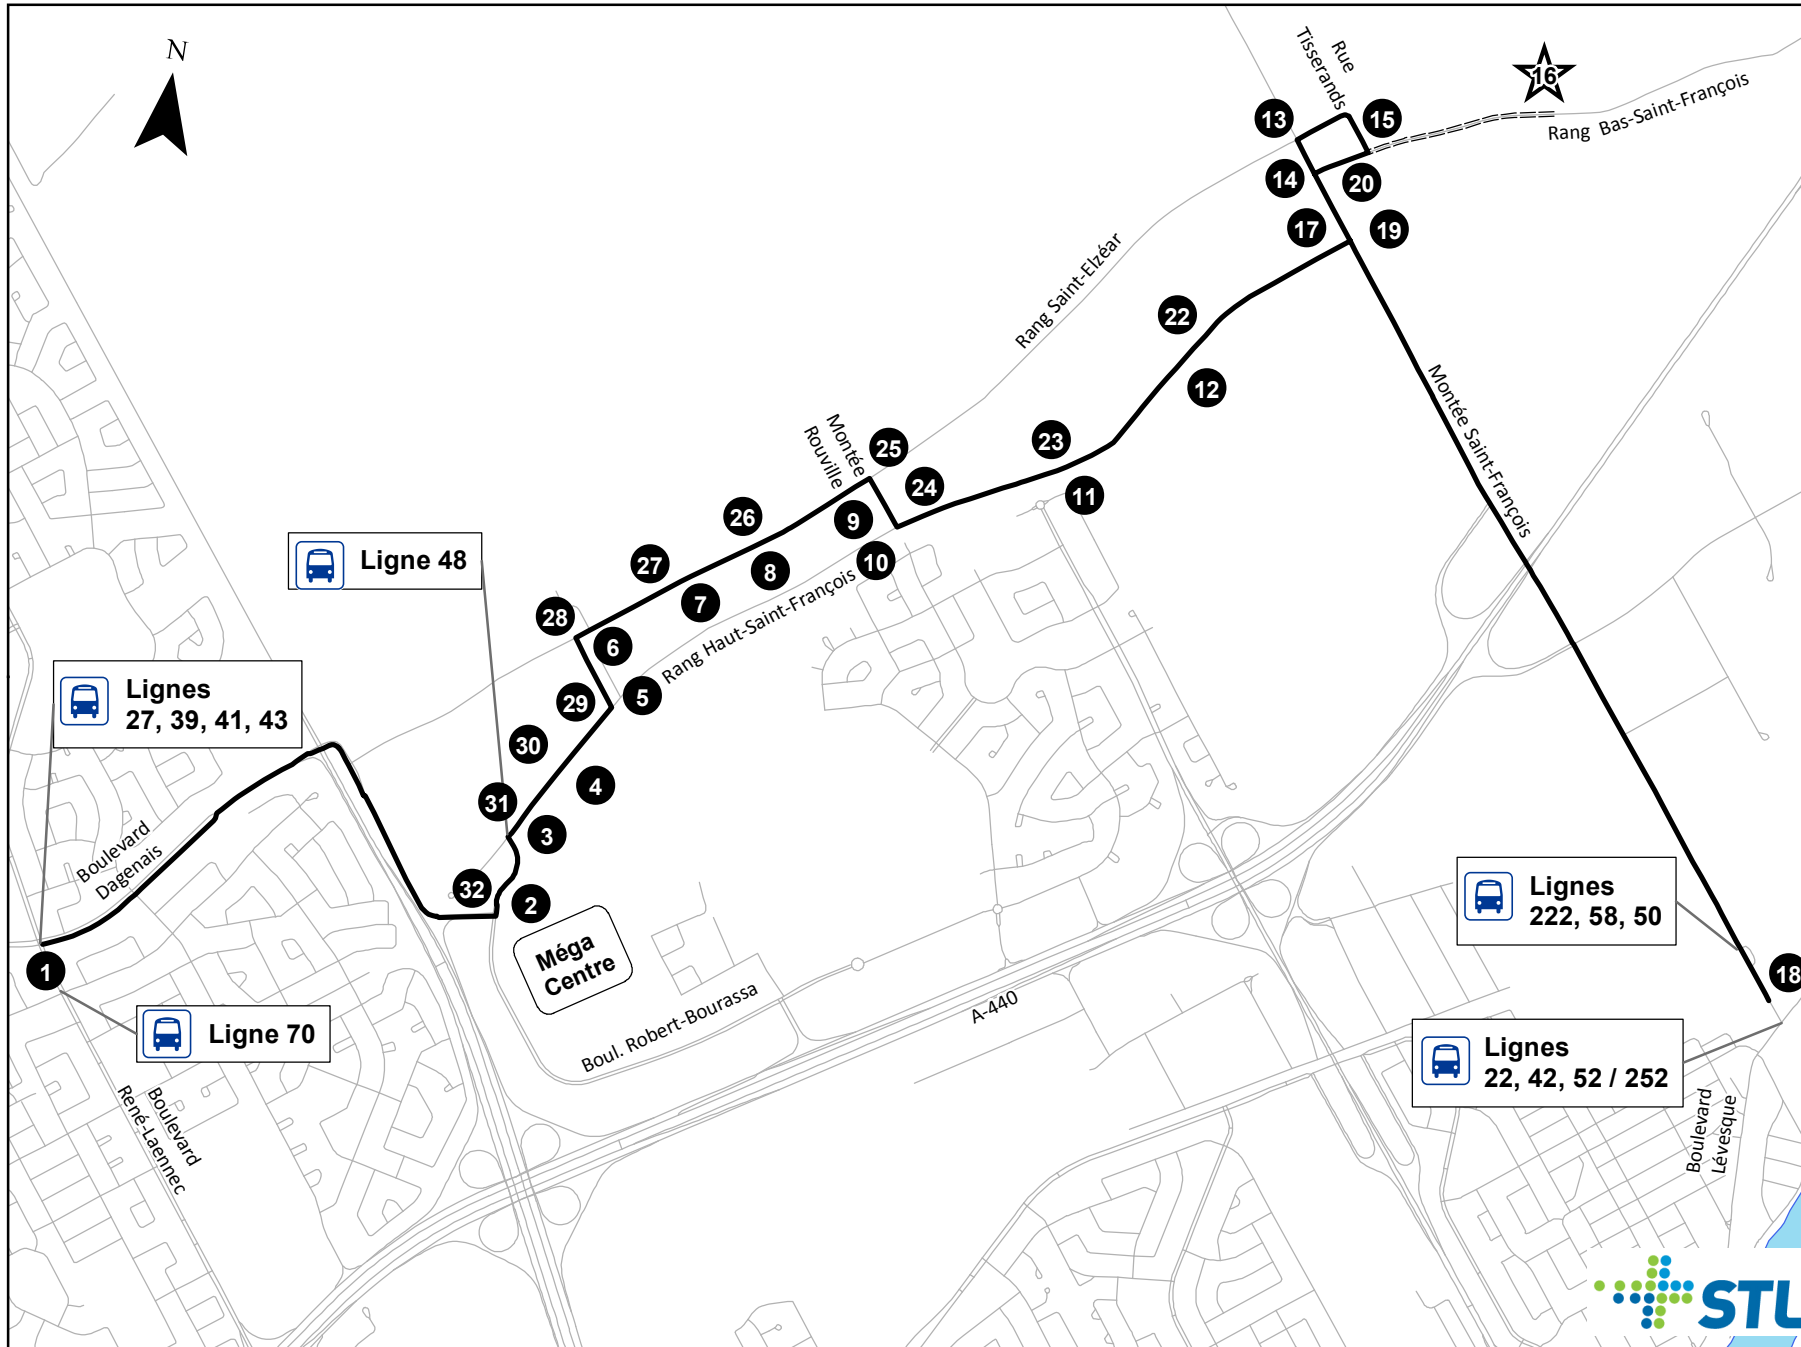 N
Rue
Tisserands
16
13
15
Rang Bas-Saint-François
14
20
17
19
Rang Saint-Elzéar
22
12
Montée Saint-François
Montée
Rouville
25
23
24
11
26
9
10
27
8
7
Ligne 48
28
6
Rang Haut-Saint-François
29
5
Lignes
27, 39, 41, 43
30
4
31
3
Boulevard
Dagenais
32
2
Méga
Centre
Lignes
222, 58, 50
1
18
Ligne 70
Boul. Robert-Bourassa
A-440
Lignes
22, 42, 52 / 252
Boulevard
René-Laennec
Boulevard
Lévesque
STL